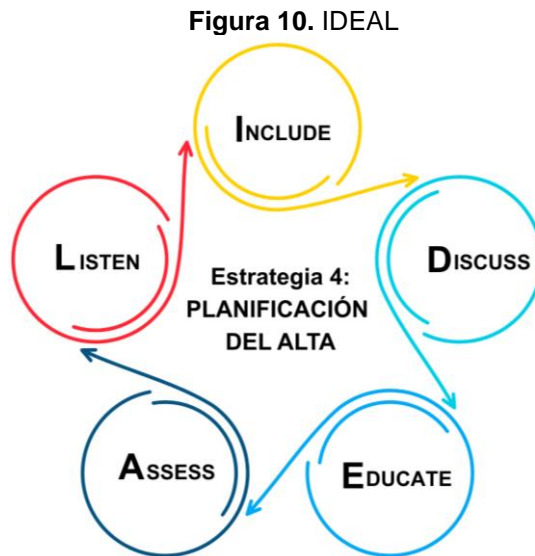 Figura 10. IDEAL
INCLUDE
DISCUSS
EDUCATE
ASSESS
LISTEN
Estrategia 4:
PLANIFICACIÓN
DEL ALTA